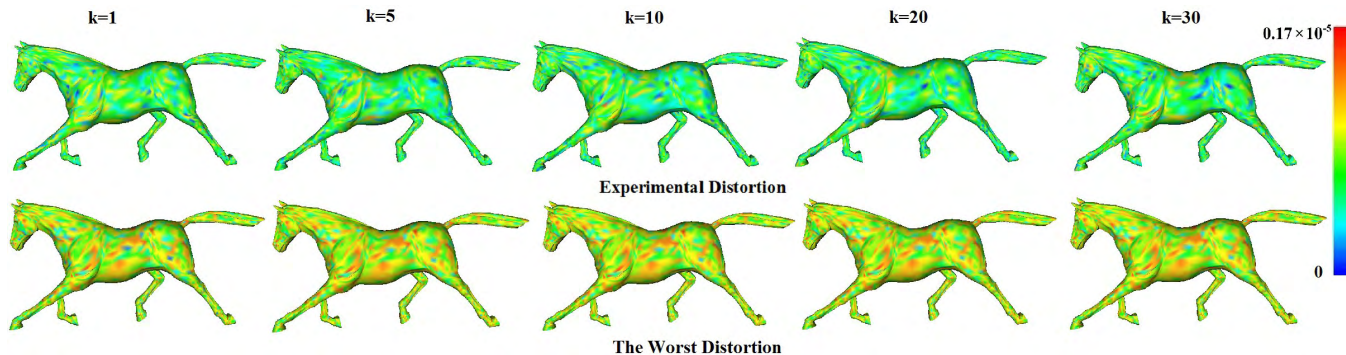 k=1 k=5 k=10 k=20 k=30
0.17×10⁻⁵
Experimental Distortion
0
The Worst Distortion